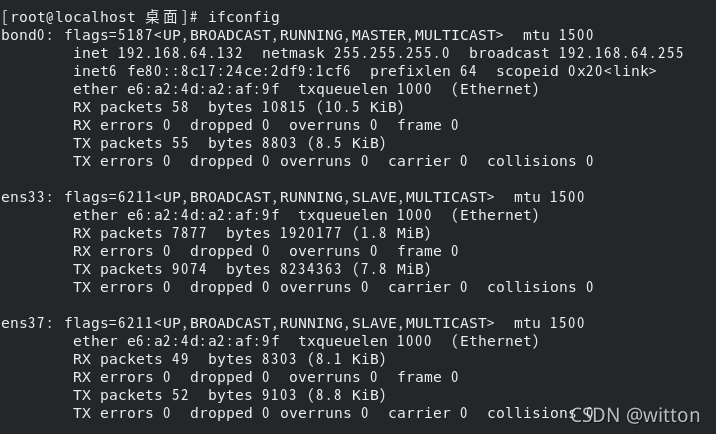 [root@localhost 桌面]# ifconfig
bond0: flags=5187<UP,BROADCAST,RUNNING,MASTER,MULTICAST>  mtu 1500
        inet 192.168.64.132  netmask 255.255.255.0  broadcast 192.168.64.255
        inet6 fe80::8c17:24ce:2df9:1cf6  prefixlen 64  scopeid 0x20<link>
        ether e6:a2:4d:a2:af:9f  txqueuelen 1000  (Ethernet)
        RX packets 58  bytes 10815 (10.5 KiB)
        RX errors 0  dropped 0  overruns 0  frame 0
        TX packets 55  bytes 8803 (8.5 KiB)
        TX errors 0  dropped 0 overruns 0  carrier 0  collisions 0

ens33: flags=6211<UP,BROADCAST,RUNNING,SLAVE,MULTICAST>  mtu 1500
        ether e6:a2:4d:a2:af:9f  txqueuelen 1000  (Ethernet)
        RX packets 7877  bytes 1920177 (1.8 MiB)
        RX errors 0  dropped 0  overruns 0  frame 0
        TX packets 9074  bytes 8234363 (7.8 MiB)
        TX errors 0  dropped 0 overruns 0  carrier 0  collisions 0

ens37: flags=6211<UP,BROADCAST,RUNNING,SLAVE,MULTICAST>  mtu 1500
        ether e6:a2:4d:a2:af:9f  txqueuelen 1000  (Ethernet)
        RX packets 49  bytes 8303 (8.1 KiB)
        RX errors 0  dropped 0  overruns 0  frame 0
        TX packets 52  bytes 9103 (8.8 KiB)
        TX errors 0  dropped 0 overruns 0  carrier 0  collisions 0
CSDN @witton